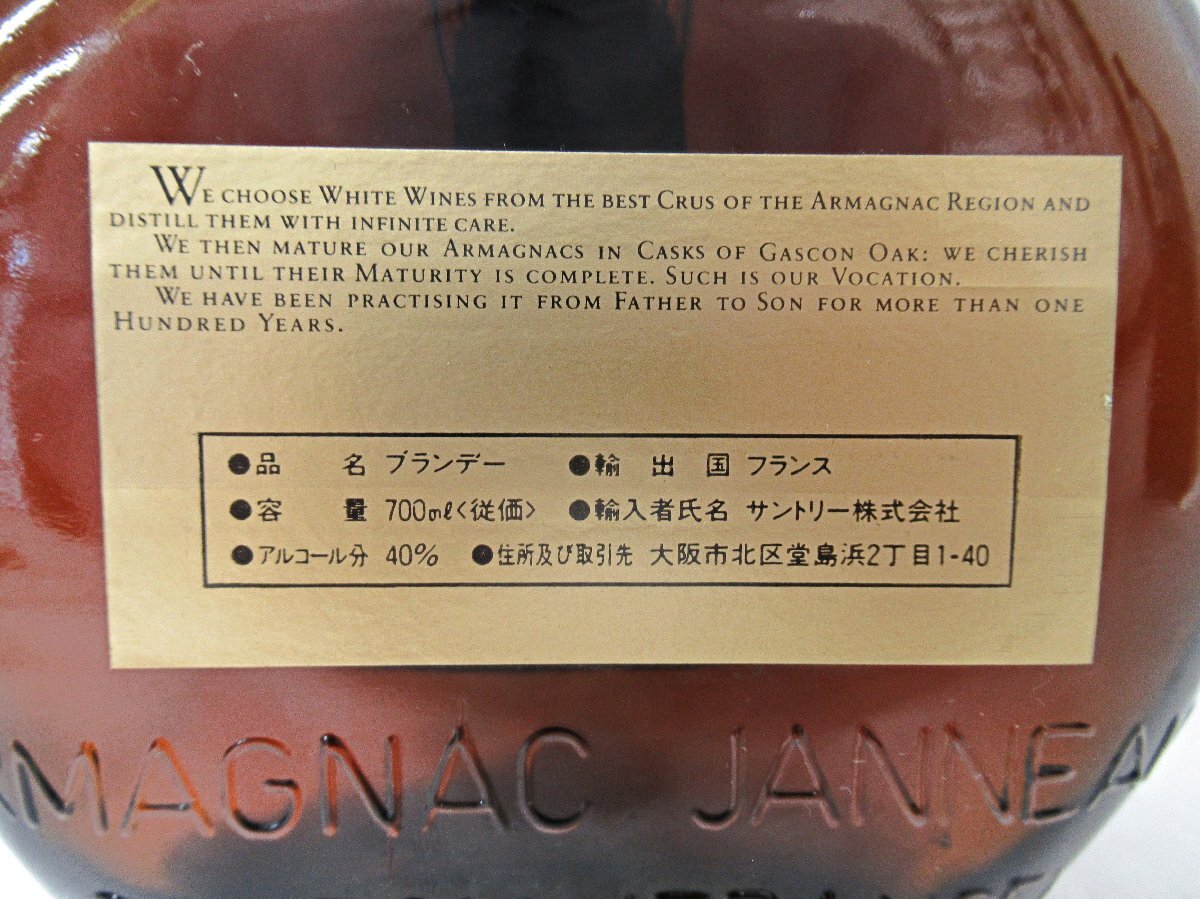 WE CHOOSE WHITE WINES FROM THE BEST CRUS OF THE ARMAGNAC REGION AND
DISTILL THEM WITH INFINITE CARE.
WE THEN MATURE OUR ARMAGNACS IN CASKS OF GASCON OAK: WE CHERISH
THEM UNTIL THEIR MATURITY IS COMPLETE. SUCH IS OUR VOCATION.
WE HAVE BEEN PRACTISING IT FROM FATHER TO SON FOR MORE THAN ONE
HUNDRED YEARS.
●品名 ブランデー ●輸出国 フランス
●容量 700ml<従価> ●輸入者氏名 サントリー株式会社
●アルコール分 40% ●住所及び取引先 大阪市北区堂島浜2丁目1-40
MAGNAC JANNEA